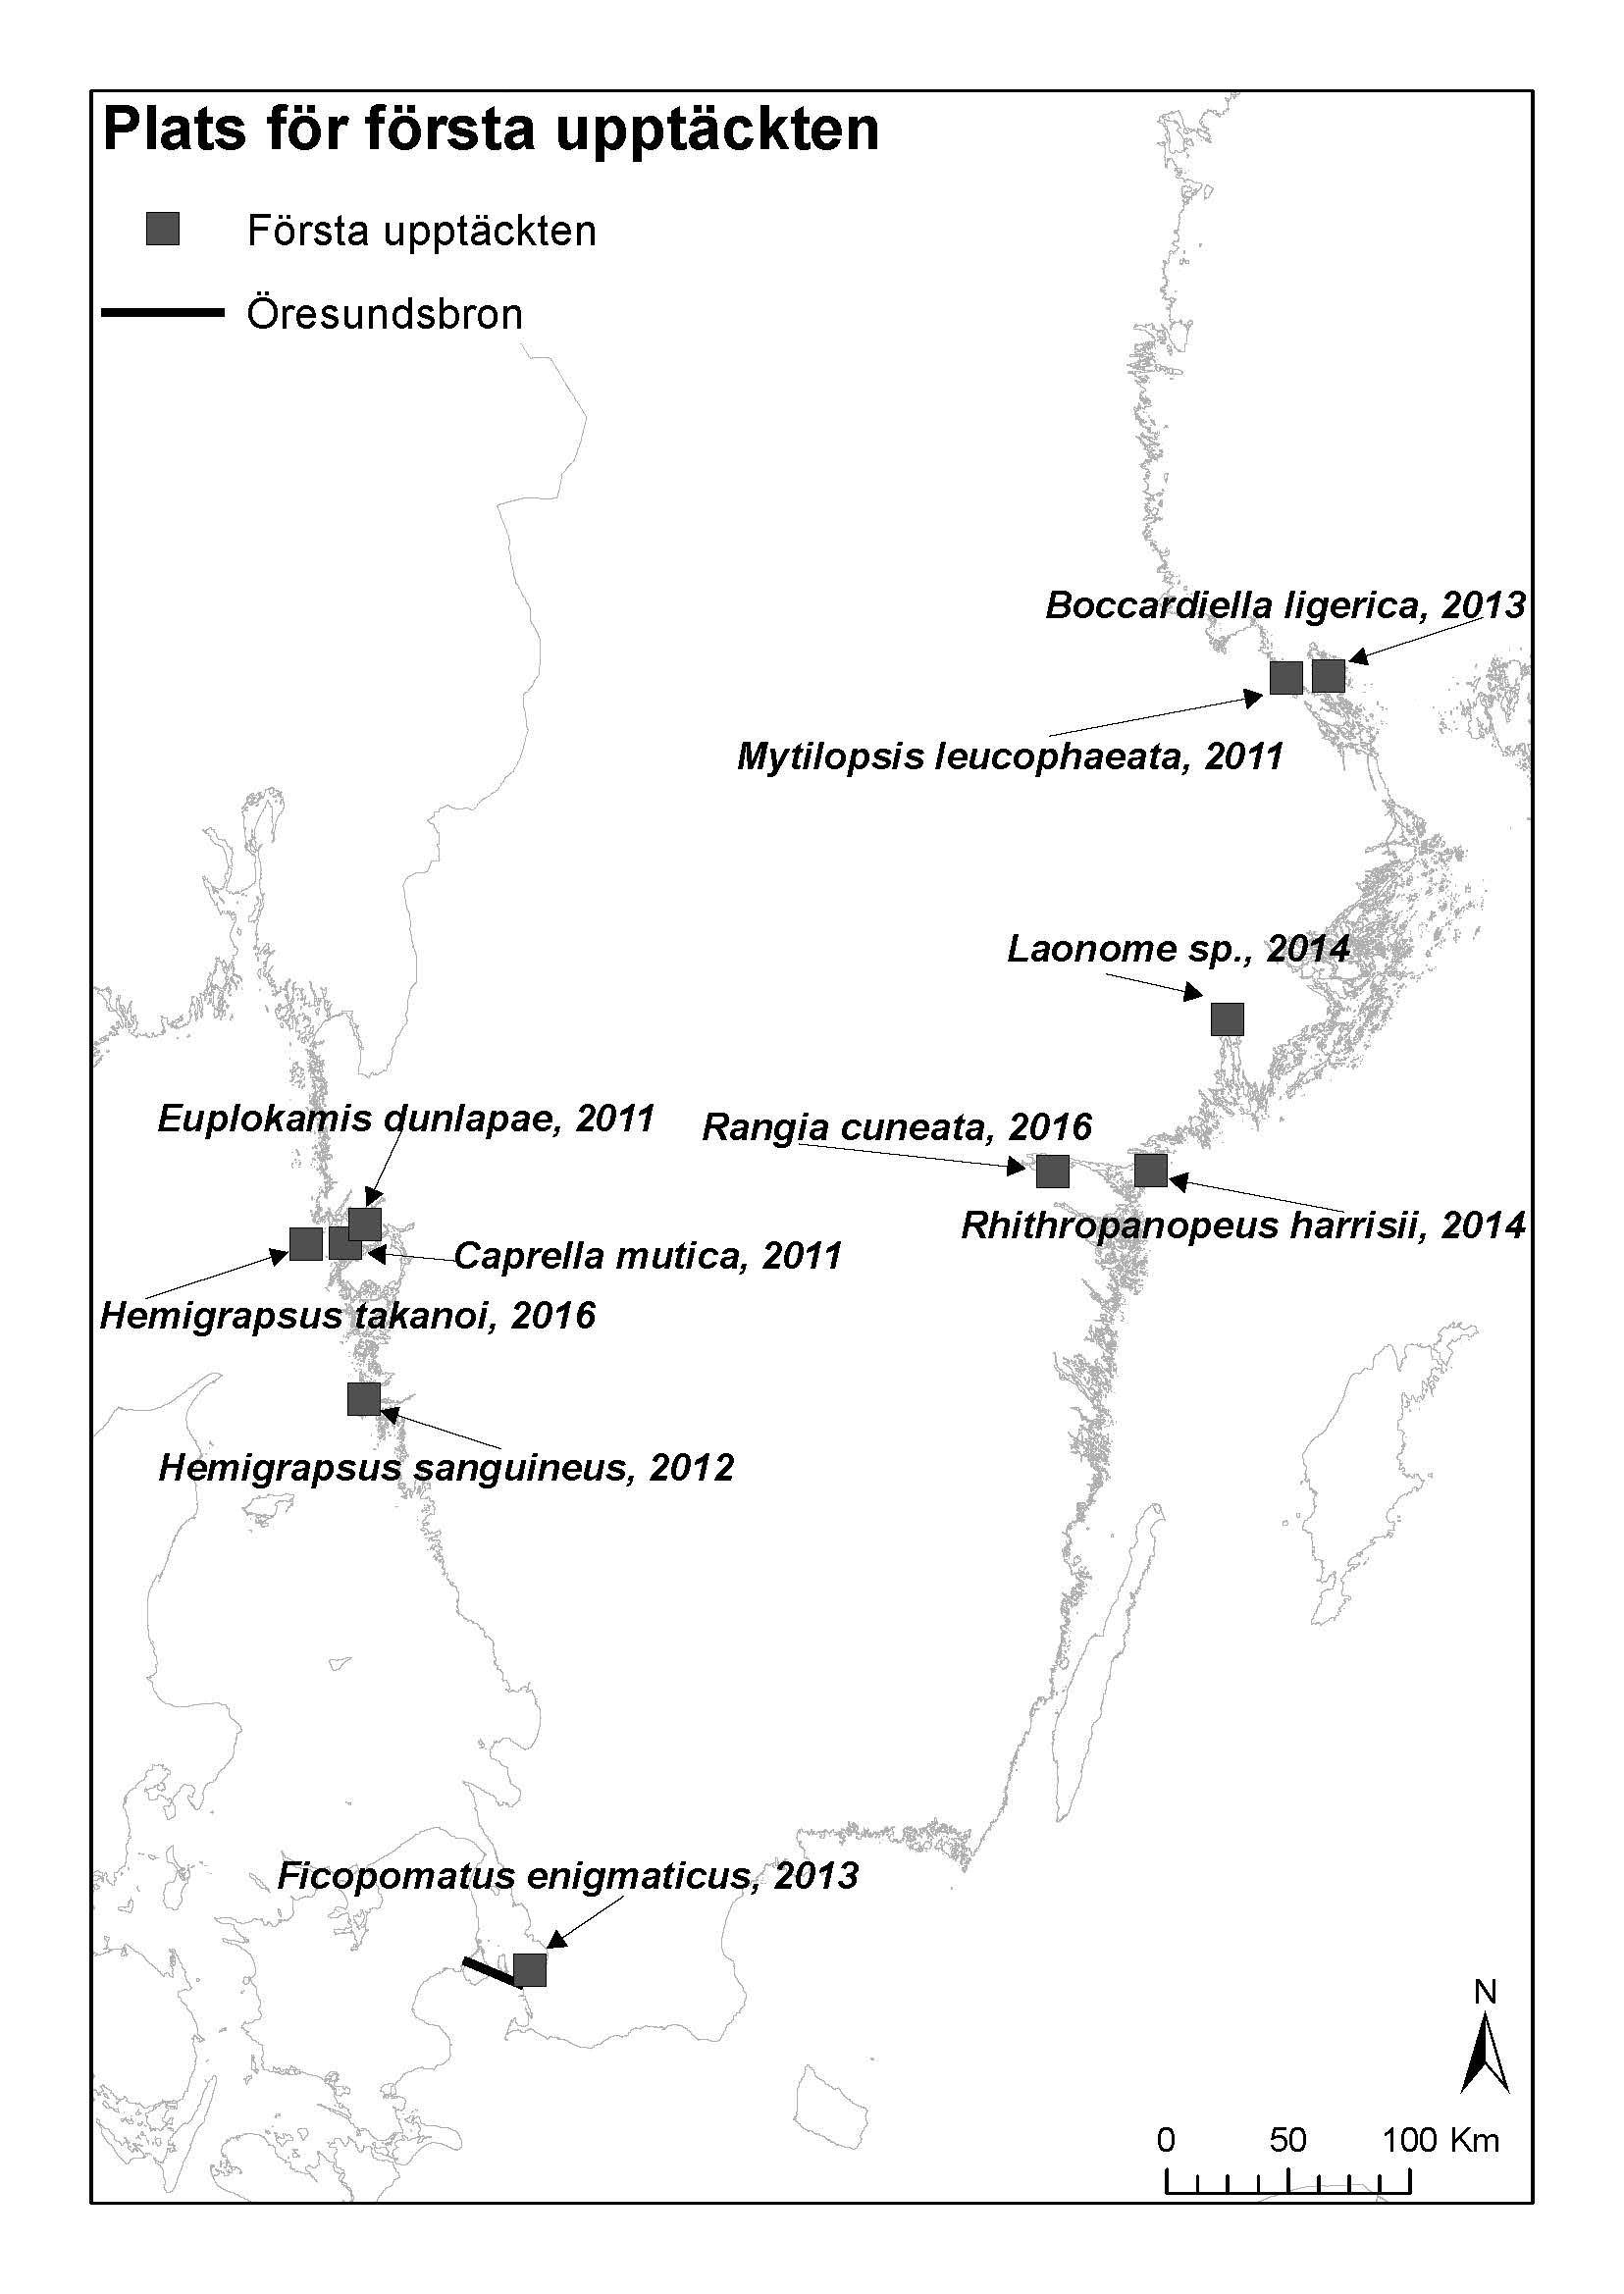 Plats för första upptäckten
Första upptäckten
Öresundsbron
Boccardiella ligerica, 2013
Mytilopsis leucophaeata, 2011
Laonome sp., 2014
Euplokamis dunlapae, 2011
Rangia cuneata, 2016
Rhithropanopeus harrisii, 2014
Caprella mutica, 2011
Hemigrapsus takanoi, 2016
Hemigrapsus sanguineus, 2012
Ficopomatus enigmaticus, 2013
N
0 50 100 Km